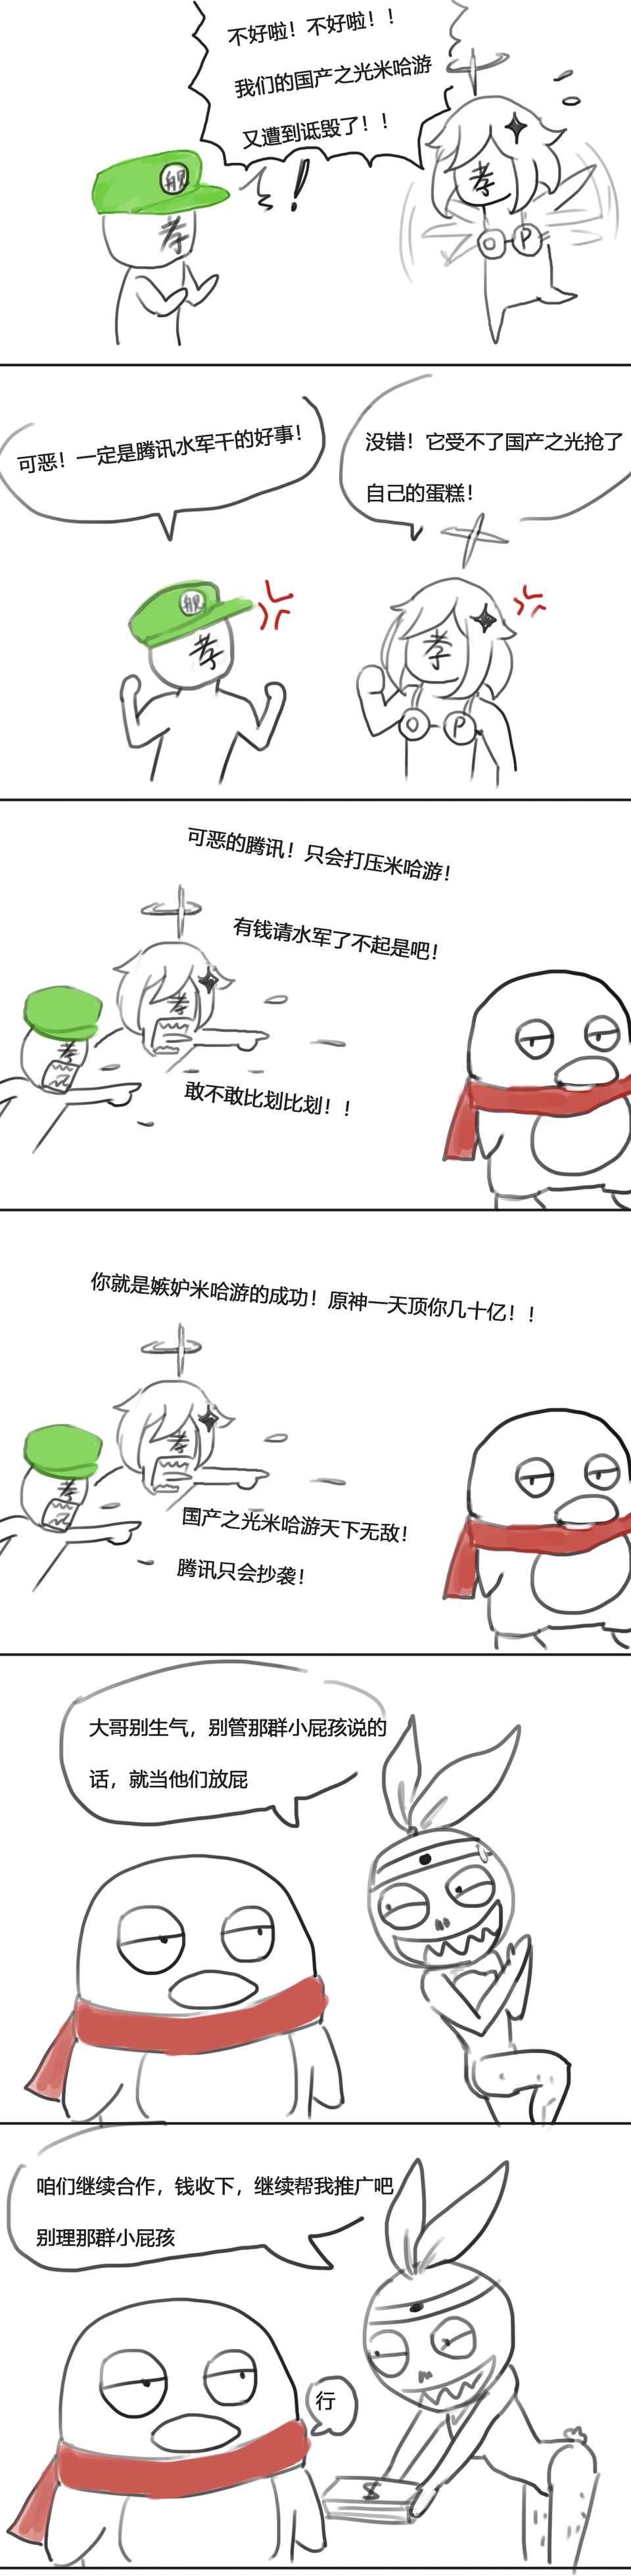 不好啦！不好啦！！
我们的国产之光米哈游
又遭到诋毁了！！
舰
孝
孝
O P
！
可恶！一定是腾讯水军干的好事！
没错！它受不了国产之光抢了
自己的蛋糕！
舰
孝
孝
O P
可恶的腾讯！只会打压米哈游！
有钱请水军了不起是吧！
孝
孝
敢不敢比划比划！！
你就是嫉妒米哈游的成功！原神一天顶你几十亿！！
孝
孝
国产之光米哈游天下无敌！
腾讯只会抄袭！
大哥别生气，别管那群小屁孩说的
话，就当他们放屁
咱们继续合作，钱收下，继续帮我推广吧
别理那群小屁孩
行
$